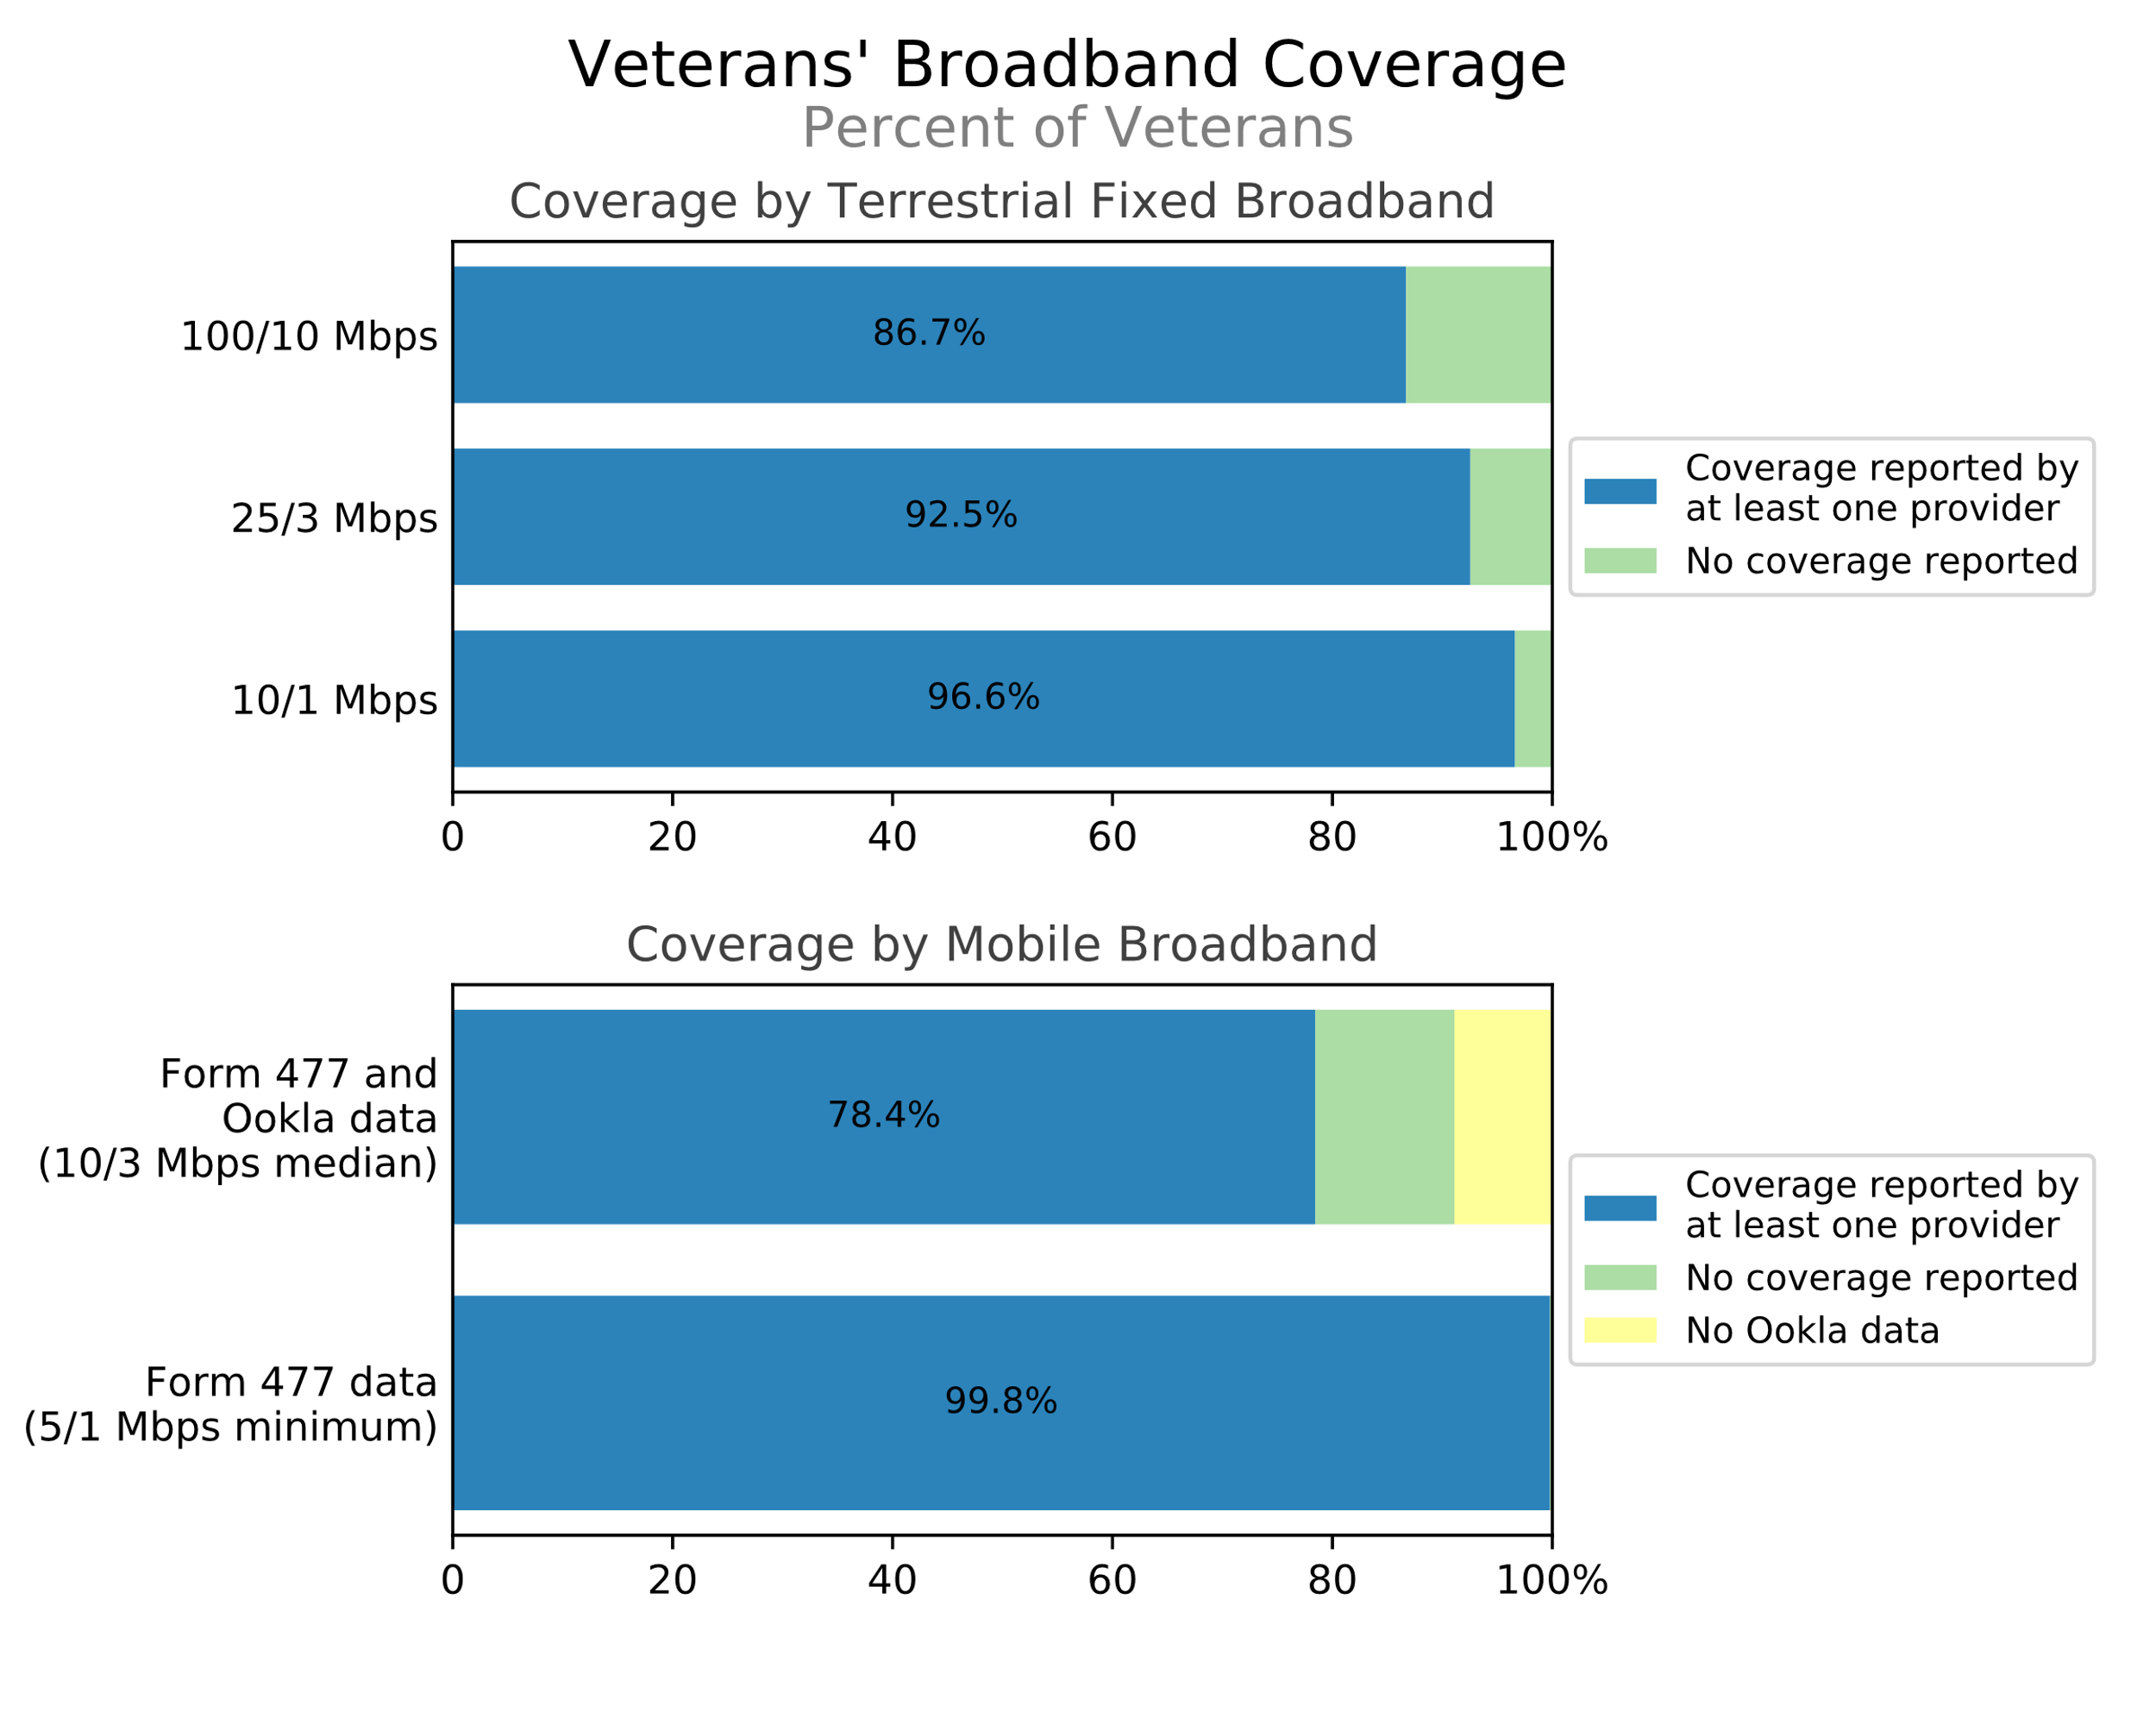 Veterans' Broadband Coverage
Percent of Veterans
Coverage by Terrestrial Fixed Broadband
100/10 Mbps
86.7%
25/3 Mbps
92.5%
10/1 Mbps
96.6%
0
20
40
60
80
100%
Coverage reported by
at least one provider
No coverage reported
Coverage by Mobile Broadband
Form 477 and
Ookla data
(10/3 Mbps median)
78.4%
Form 477 data
(5/1 Mbps minimum)
99.8%
0
20
40
60
80
100%
Coverage reported by
at least one provider
No coverage reported
No Ookla data